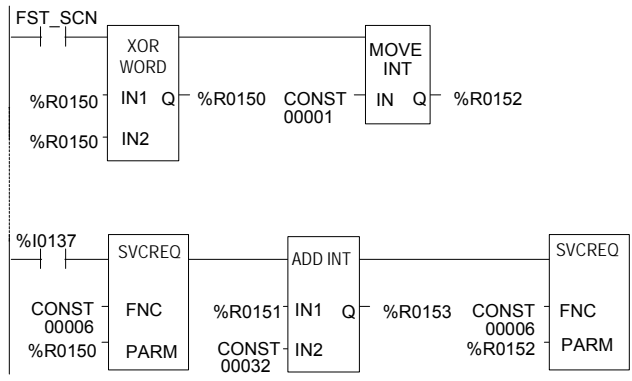 FST_SCN
XOR
WORD
MOVE
INT
%R0150 IN1 Q %R0150 CONST
00001 IN Q %R0152
%R0150 IN2
%I0137
SVCREQ
ADD INT
SVCREQ
CONST
00006 FNC
%R0151 IN1 Q %R0153
CONST
00006 FNC
%R0150 PARM
CONST
00032 IN2
%R0152 PARM